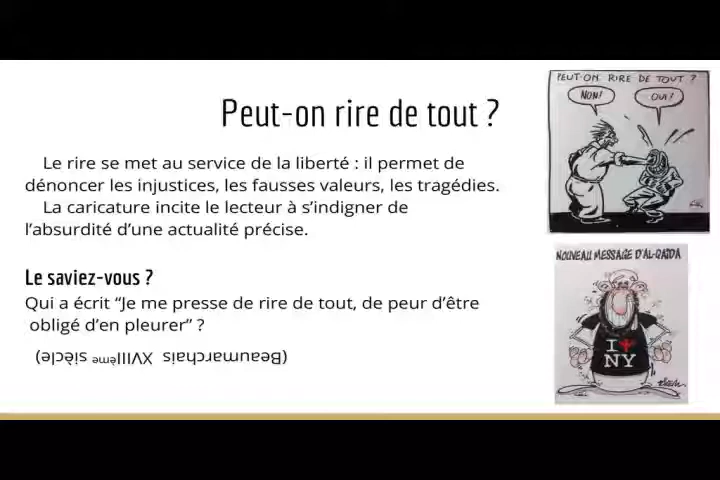 Peut-on rire de tout ?
Le rire se met au service de la liberté : il permet de
dénoncer les injustices, les fausses valeurs, les tragédies.
La caricature incite le lecteur à s’indigner de
l’absurdité d’une actualité précise.
Le saviez-vous ?
Qui a écrit “Je me presse de rire de tout, de peur d’être
obligé d’en pleurer” ?
(Beaumarchais XVIIIème siècle)
PEUT-ON RIRE DE TOUT ?
NON!
OUI!
NOUVEAU MESSAGE D'AL-QAÏDA
I NY